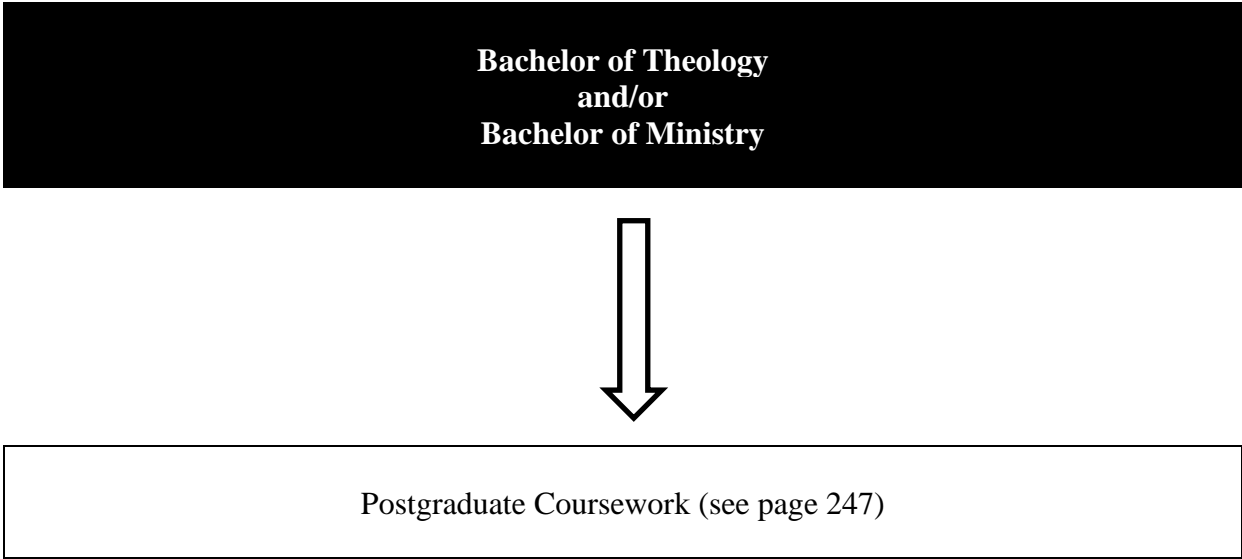 Bachelor of Theology
and/or
Bachelor of Ministry
Postgraduate Coursework (see page 247)